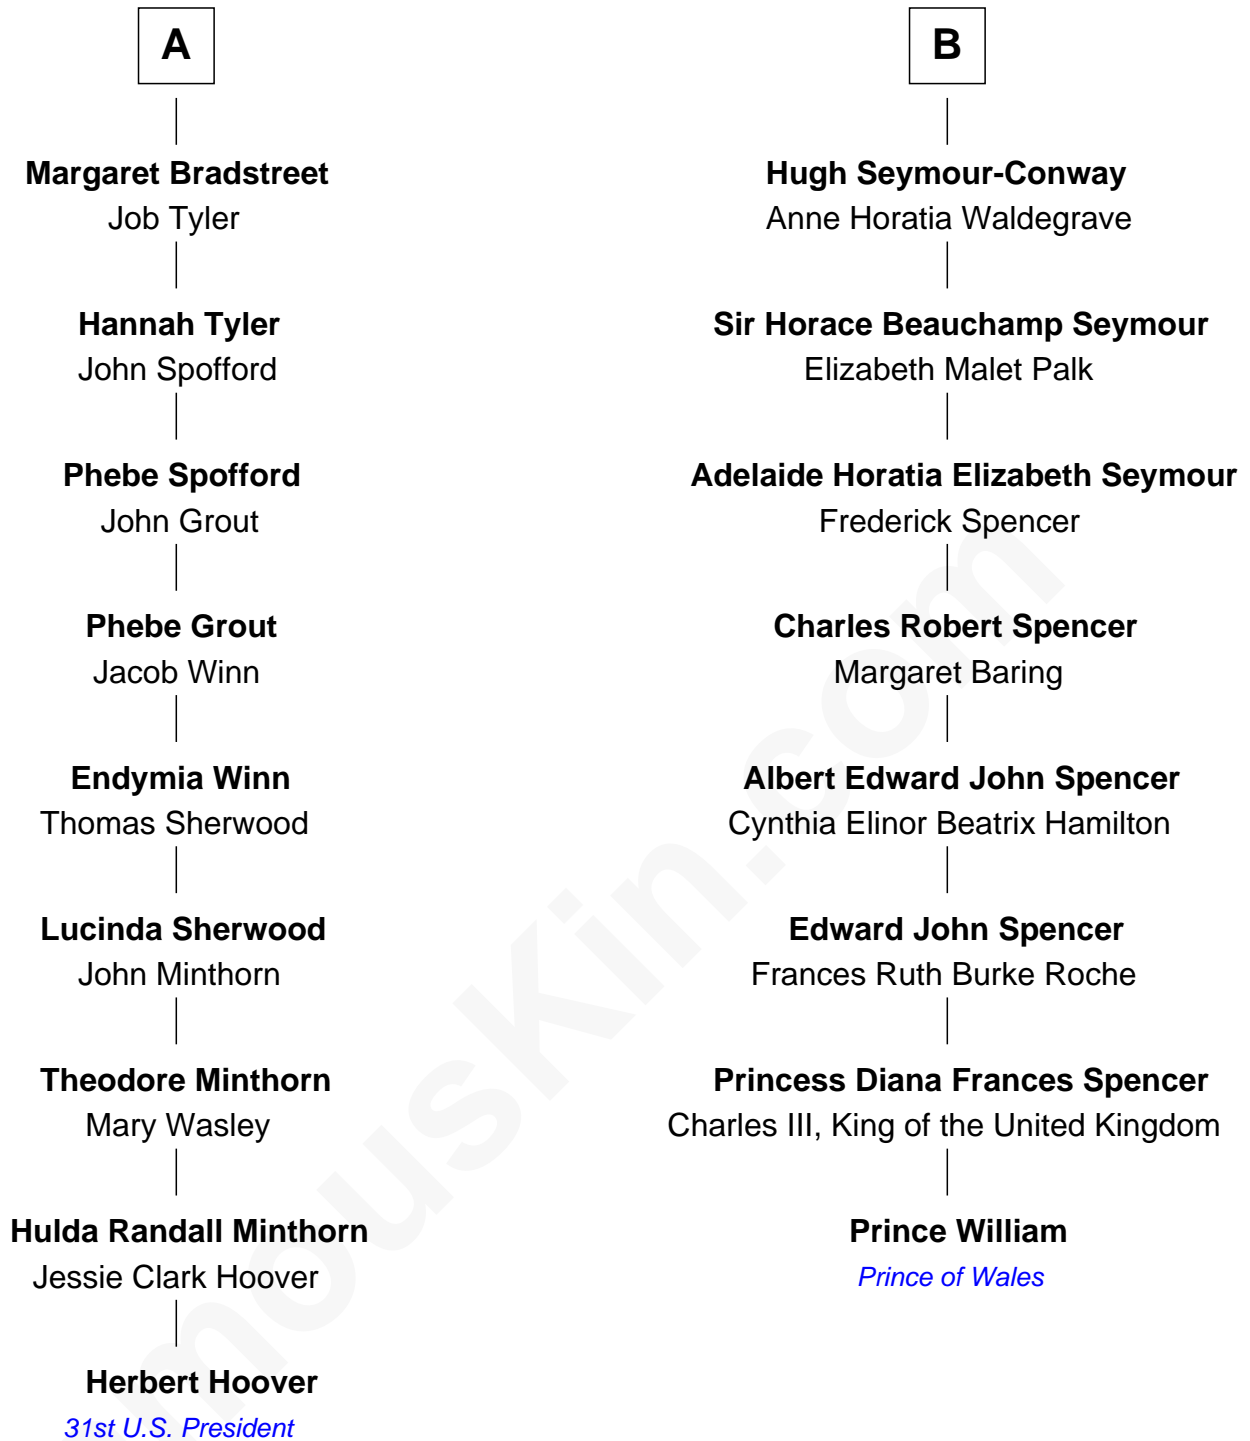 A
Margaret Bradstreet
Job Tyler
Hannah Tyler
John Spofford
Phebe Spofford
John Grout
Phebe Grout
Jacob Winn
Endymia Winn
Thomas Sherwood
Lucinda Sherwood
John Minthorn
Theodore Minthorn
Mary Wasley
Hulda Randall Minthorn
Jessie Clark Hoover
Herbert Hoover
31st U.S. President
B
Hugh Seymour-Conway
Anne Horatia Waldegrave
Sir Horace Beauchamp Seymour
Elizabeth Malet Palk
Adelaide Horatia Elizabeth Seymour
Frederick Spencer
Charles Robert Spencer
Margaret Baring
Albert Edward John Spencer
Cynthia Elinor Beatrix Hamilton
Edward John Spencer
Frances Ruth Burke Roche
Princess Diana Frances Spencer
Charles III, King of the United Kingdom
Prince William
Prince of Wales
mousKin.com